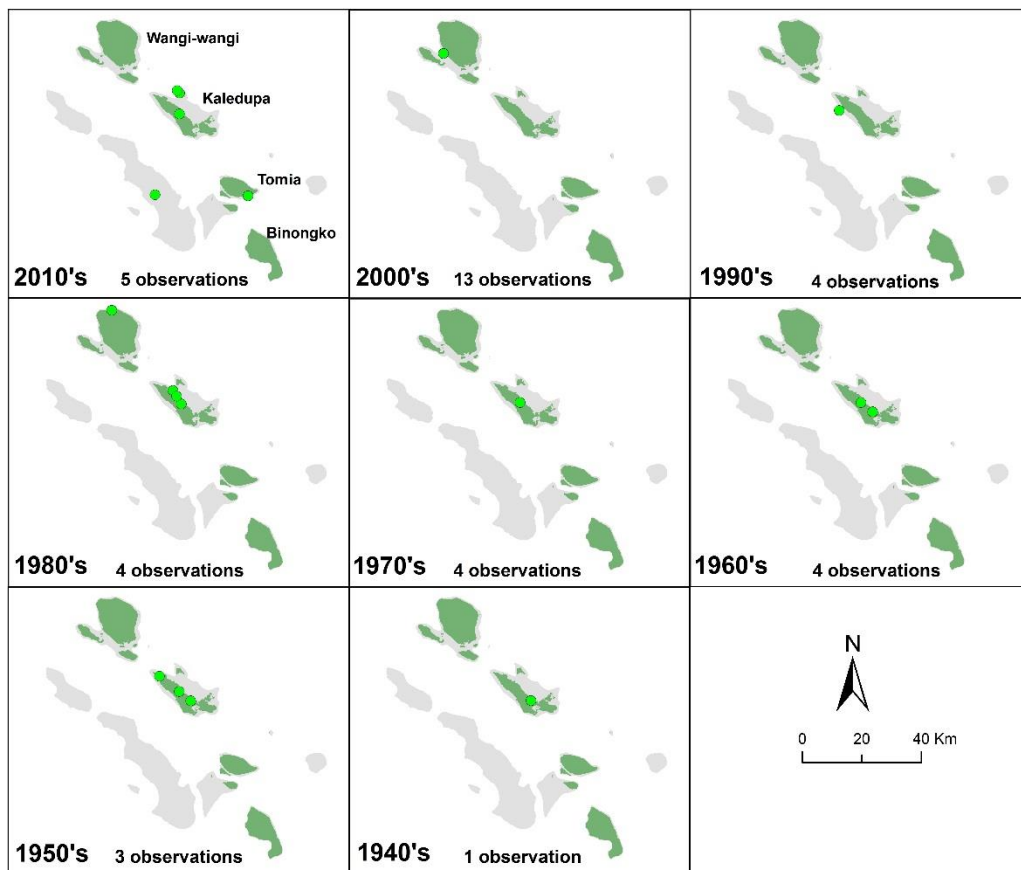 Wangi-wangi
Kaledupa
Tomia
Binongko
2010's 5 observations
2000's 13 observations
1990's 4 observations
1980's 4 observations
1970's 4 observations
1960's 4 observations
1950's 3 observations
1940's 1 observation
N
0 20 40 Km